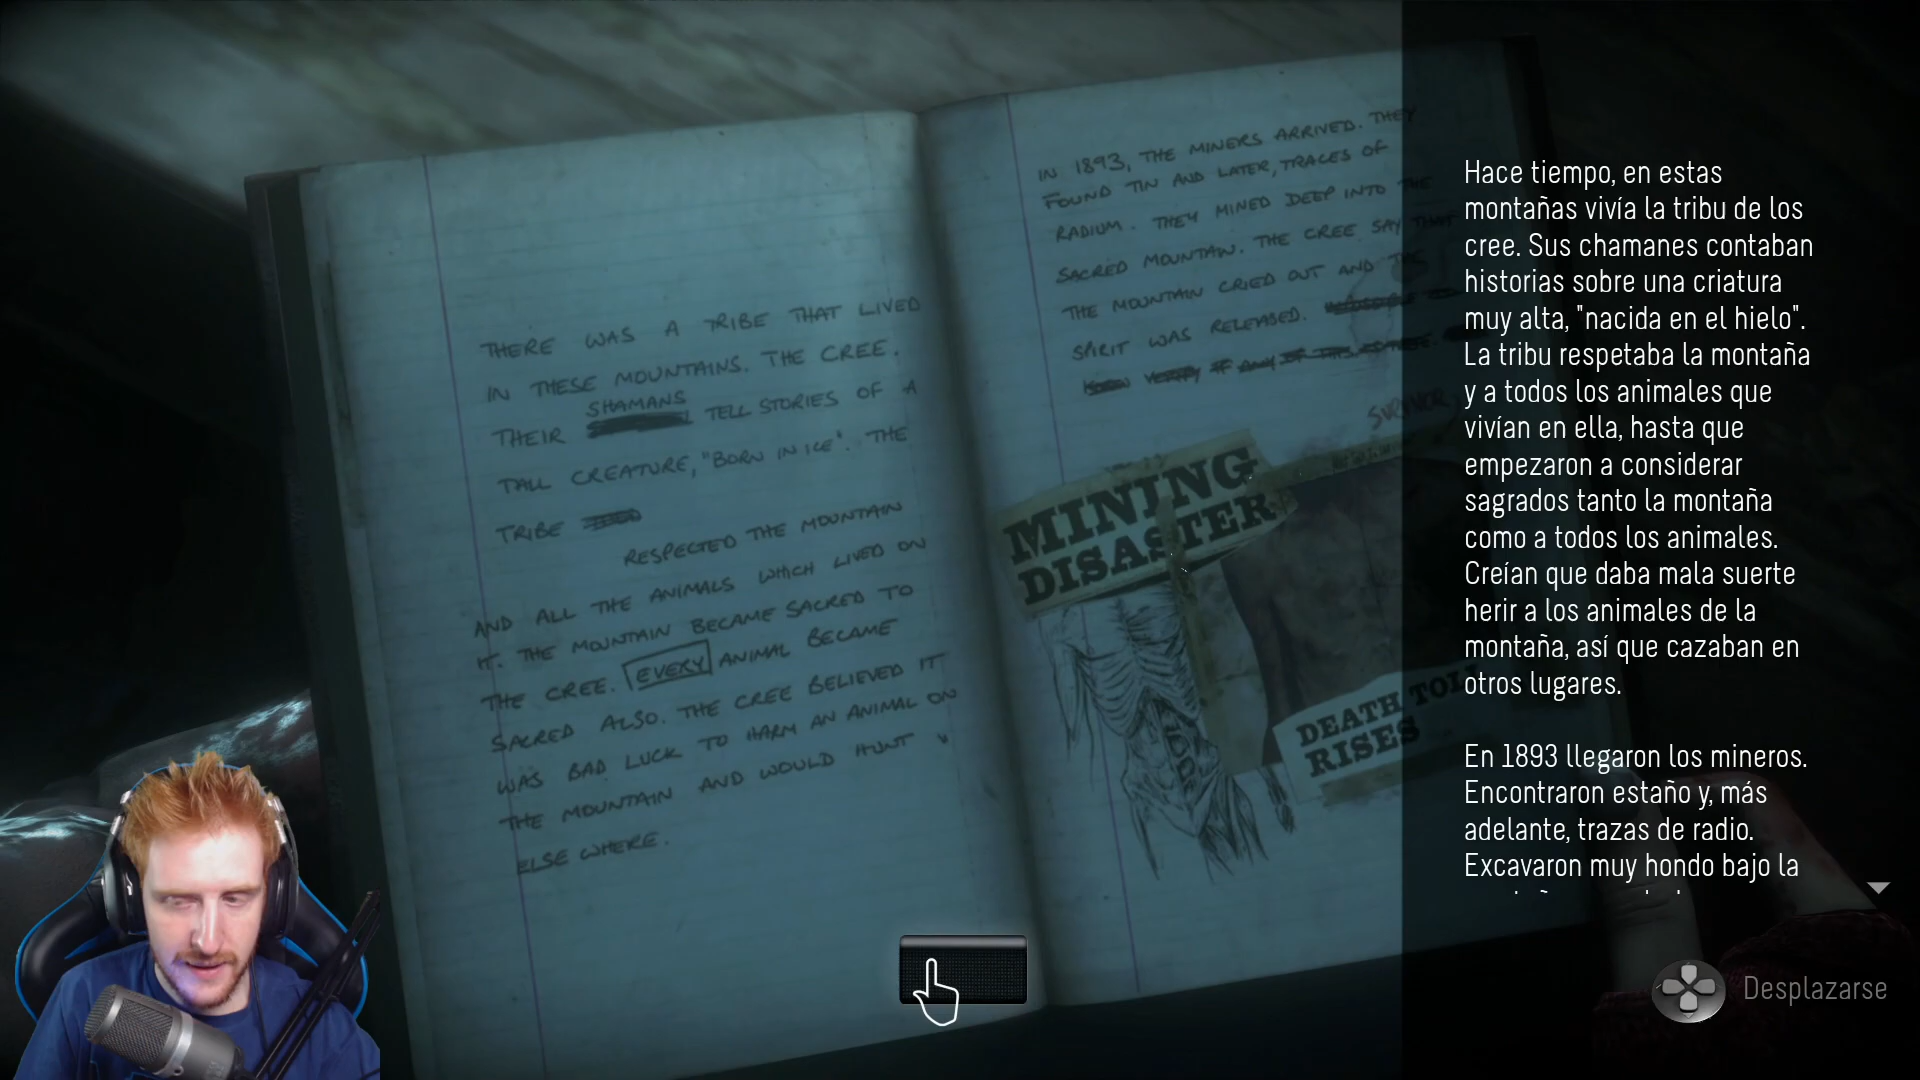 THERE WAS A TRIBE THAT LIVED
IN THESE MOUNTAINS. THE CREE.
SHAMANS
THEIR TELL STORIES OF A
TALL CREATURE, "BORN IN ICE". THE
TRIBE
RESPECTED THE MOUNTAIN
AND ALL THE ANIMALS WHICH LIVED ON
IT. THE MOUNTAIN BECAME SACRED TO
THE CREE. EVERY ANIMAL BECAME
SACRED ALSO. THE CREE BELIEVED IT
WAS BAD LUCK TO HARM AN ANIMAL ON
THE MOUNTAIN AND WOULD HUNT
ELSE WHERE.
IN 1893, THE MINERS ARRIVED. THEY
FOUND TIN AND LATER, TRACES OF
RADIUM. THEY MINED DEEP INTO THE
SACRED MOUNTAIN. THE CREE SAY THAT
THE MOUNTAIN CRIED OUT AND THE
SPIRIT WAS RELEASED.
SURVIVOR
MINING
DISASTER
DEATH TOLL
RISES
Hace tiempo, en estas
montañas vivía la tribu de los
cree. Sus chamanes contaban
historias sobre una criatura
muy alta, "nacida en el hielo".
La tribu respetaba la montaña
y a todos los animales que
vivían en ella, hasta que
empezaron a considerar
sagrados tanto la montaña
como a todos los animales.
Creían que daba mala suerte
herir a los animales de la
montaña, así que cazaban en
otros lugares.
En 1893 llegaron los mineros.
Encontraron estaño y, más
adelante, trazas de radio.
Excavaron muy hondo bajo la
Desplazarse